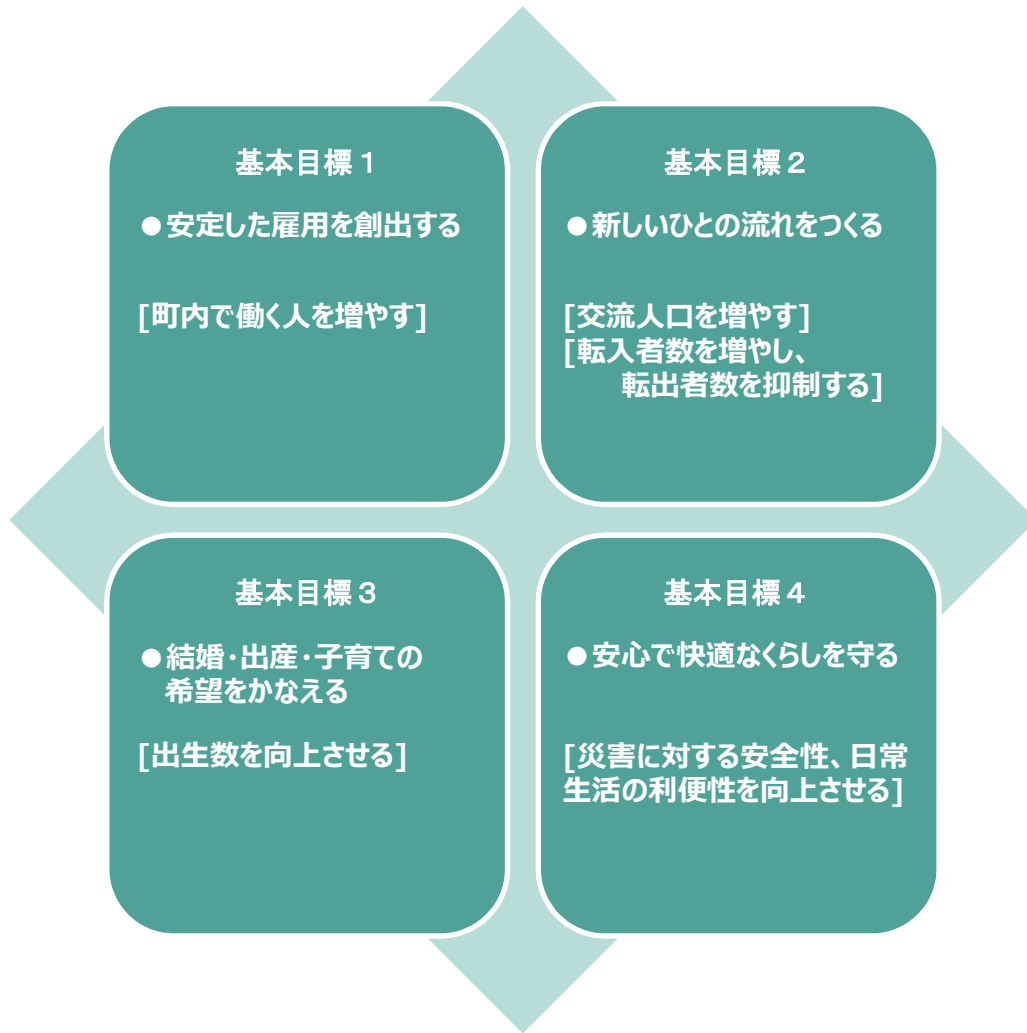 基本目標１
●安定した雇用を創出する
[町内で働く人を増やす]
基本目標２
●新しいひとの流れをつくる
[交流人口を増やす]
[転入者数を増やし、
転出者数を抑制する]
基本目標３
●結婚・出産・子育ての
希望をかなえる
[出生数を向上させる]
基本目標４
●安心で快適なくらしを守る
[災害に対する安全性、日常
生活の利便性を向上させる]